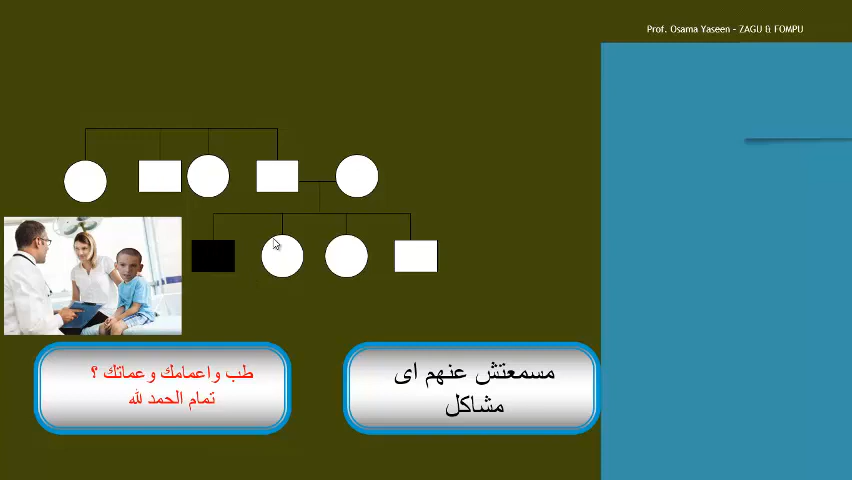 Prof. Osama Yaseen – ZAGU & FOMPU
طب واعمامك وعماتك ؟
تمام الحمد لله
مسمعتش عنهم اى
مشاكل